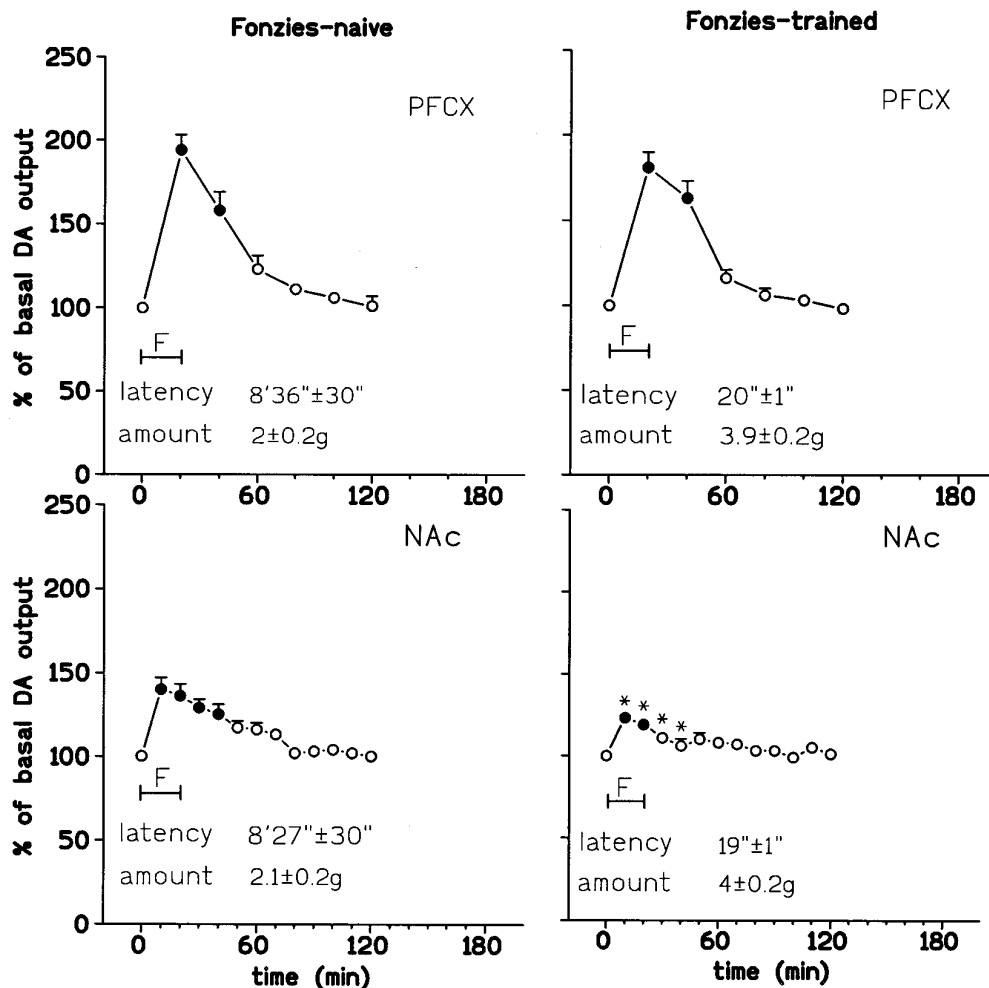 Fonzies-naive
Fonzies-trained
250
200
150
100
50
0
% of basal DA output
PFCX
F
latency 8'36"±30"
amount 2±0.2g
0 60 120 180
PFCX
F
latency 20"±1"
amount 3.9±0.2g
0 60 120 180
250
200
150
100
50
0
% of basal DA output
NAc
F
latency 8'27"±30"
amount 2.1±0.2g
0 60 120 180
time (min)
NAc
* * * *
F
latency 19"±1"
amount 4±0.2g
0 60 120 180
time (min)